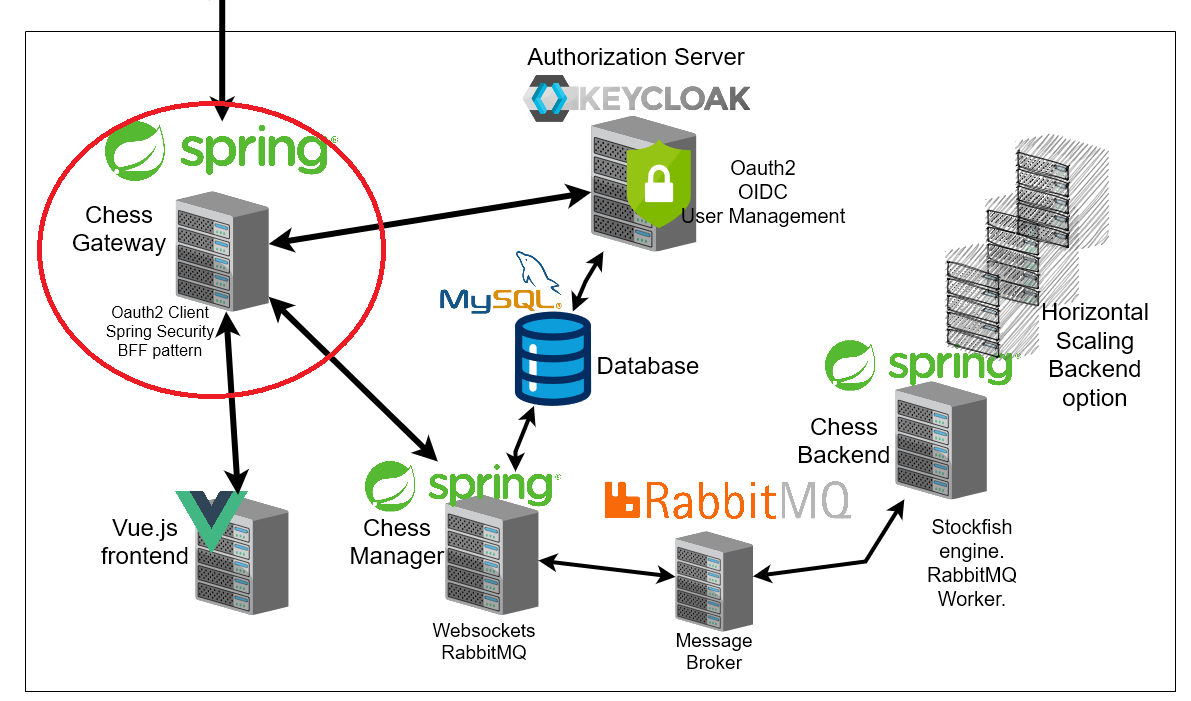 Authorization Server
KEYCLOAK
Oauth2
OIDC
User Management
spring®
Chess
Gateway
Oauth2 Client
Spring Security
BFF pattern
MySQL®
Database
Horizontal
Scaling
Backend
option
spring®
Chess
Backend
Stockfish
engine.
RabbitMQ
Worker.
Vue.js
frontend
spring®
Chess
Manager
Websockets
RabbitMQ
RabbitMQ
Message
Broker